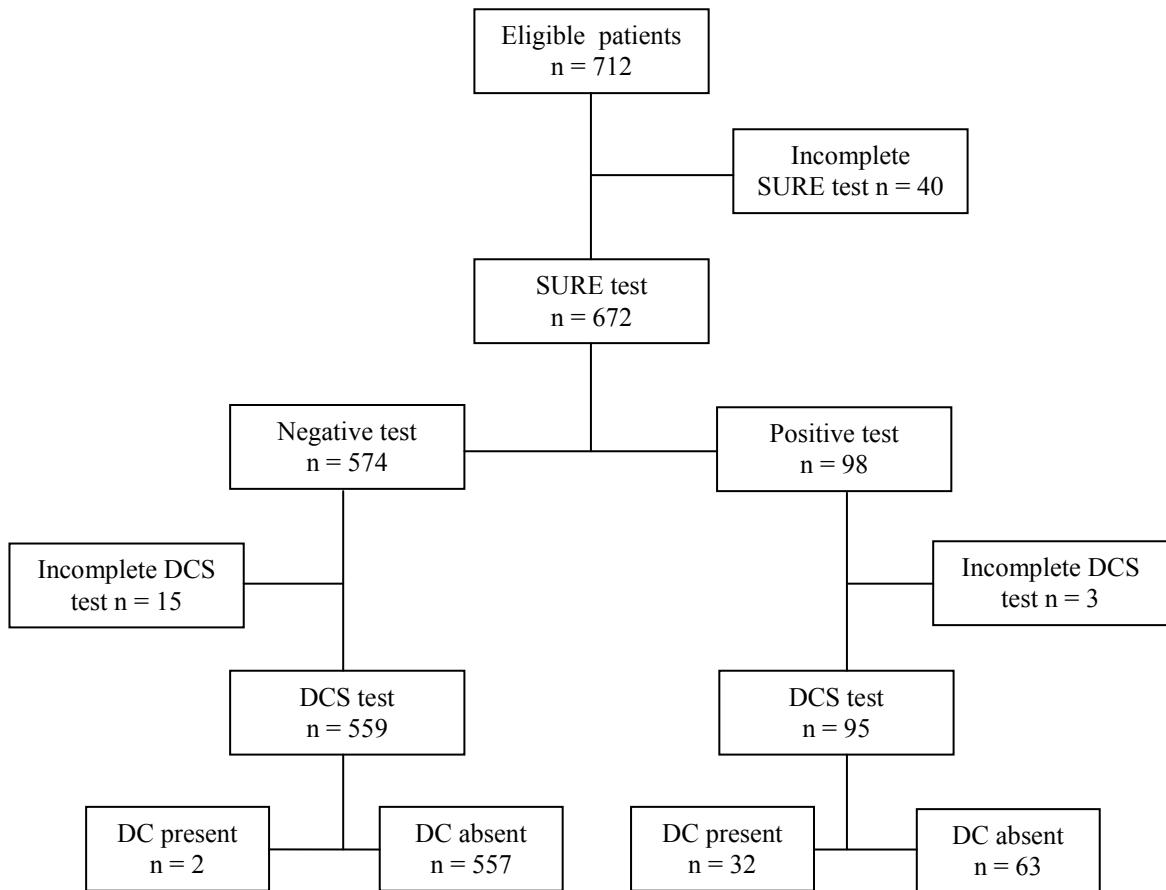 Eligible patients
n = 712
Incomplete
SURE test n = 40
SURE test
n = 672
Negative test
n = 574
Positive test
n = 98
Incomplete DCS
test n = 15
Incomplete DCS
test n = 3
DCS test
n = 559
DCS test
n = 95
DC present
n = 2
DC absent
n = 557
DC present
n = 32
DC absent
n = 63